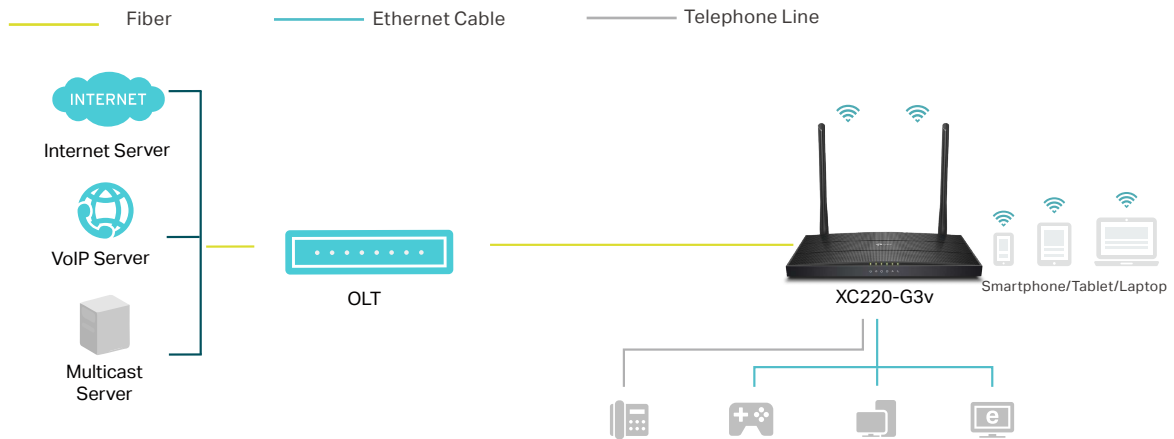 Fiber
Ethernet Cable
Telephone Line
INTERNET
Internet Server
VoIP Server
Multicast
Server
OLT
XC220-G3v
Smartphone/Tablet/Laptop
e